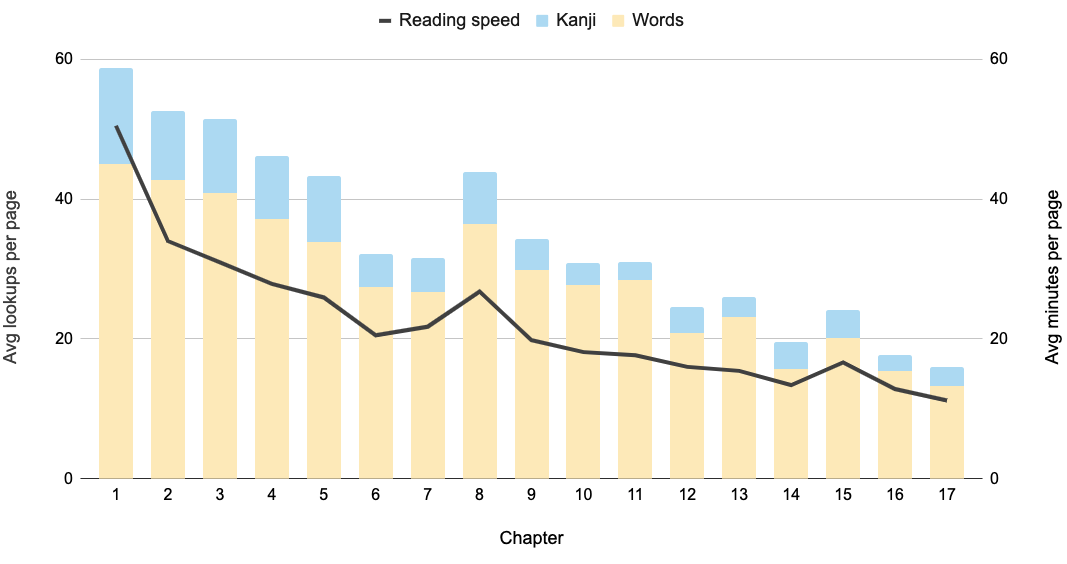 Reading speed Kanji Words
60 60
40 40
20 20
0 0
Avg lookups per page
Avg minutes per page
1 2 3 4 5 6 7 8 9 10 11 12 13 14 15 16 17
Chapter